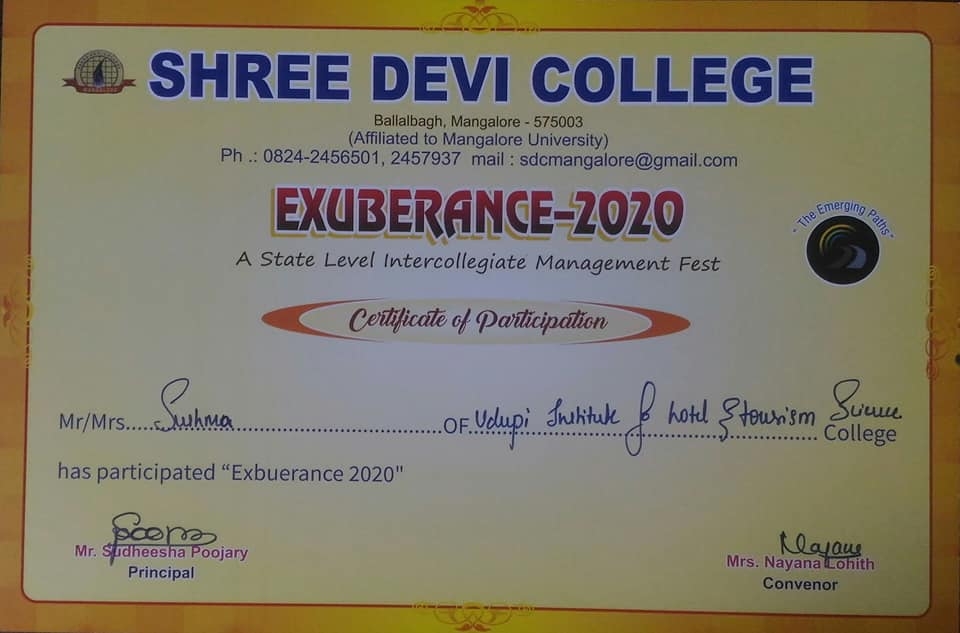 SHREE DEVI COLLEGE
Ballalbagh, Mangalore - 575003
(Affiliated to Mangalore University)
Ph .: 0824-2456501, 2457937 mail : sdcmangalore@gmail.com
EXUBERANCE-2020
"The Emerging Paths"
A State Level Intercollegiate Management Fest
Certificate of Participation
Mr/Mrs..... Sushma ..... OF Udupi Institute of hotel & tourism Science College
has participated “Exbuerance 2020"
Mr. Sudheesha Poojary
Principal
Nayana
Mrs. Nayana Lohith
Convenor